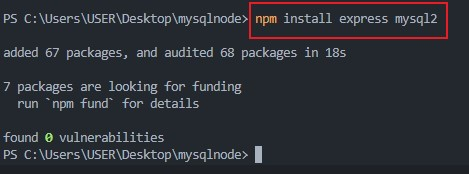 PS C:\Users\USER\Desktop\mysqlnode> npm install express mysql2
added 67 packages, and audited 68 packages in 18s
7 packages are looking for funding
run `npm fund` for details
found 0 vulnerabilities
PS C:\Users\USER\Desktop\mysqlnode>